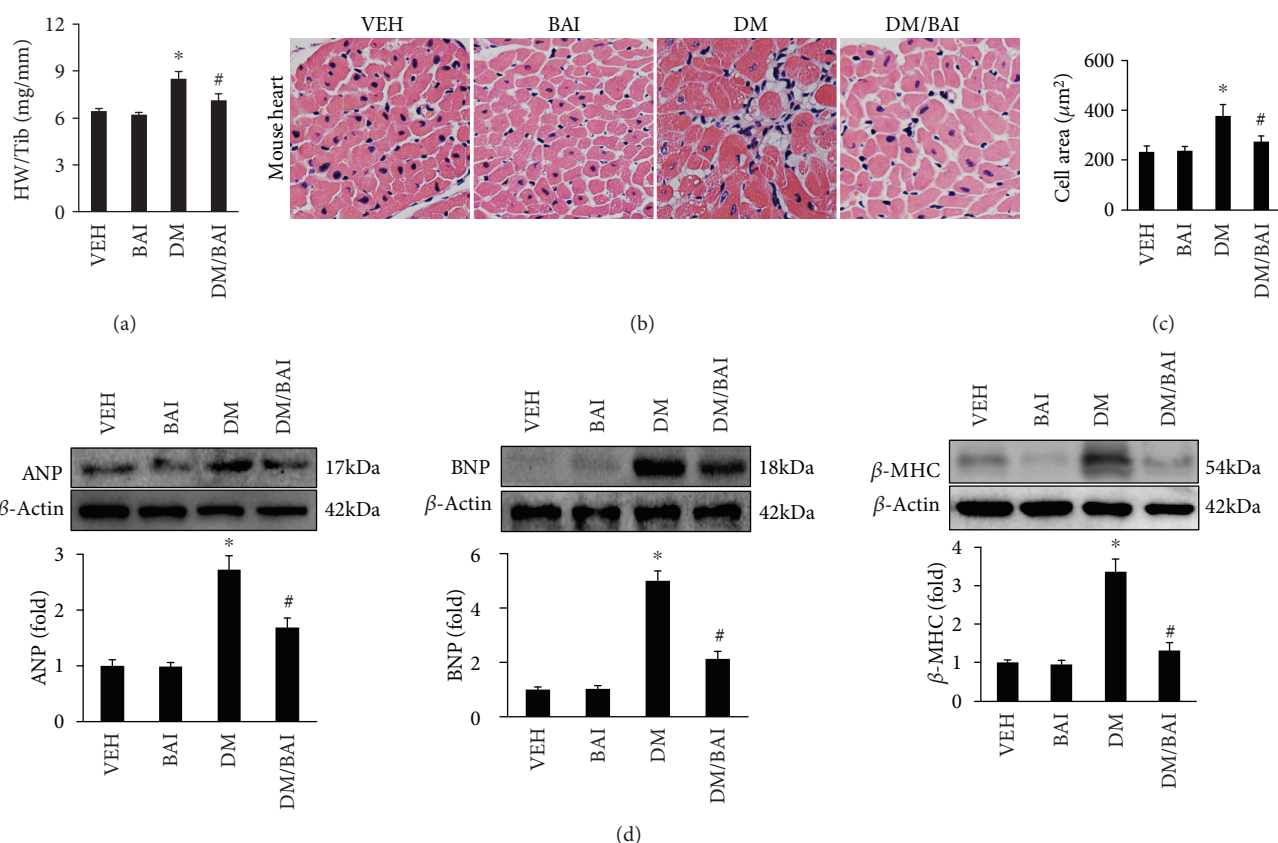 HW/Tib (mg/mm)
12
9
6
3
0
*
#
VEH
BAI
DM
DM/BAI
(a)
VEH
BAI
DM
DM/BAI
Mouse heart
(b)
Cell area (μm²)
600
400
200
0
*
#
VEH
BAI
DM
DM/BAI
(c)
VEH
BAI
DM
DM/BAI
ANP
17kDa
β-Actin
42kDa
ANP (fold)
3
2
1
0
*
#
VEH
BAI
DM
DM/BAI
VEH
BAI
DM
DM/BAI
BNP
18kDa
β-Actin
42kDa
BNP (fold)
6
4
2
0
*
#
VEH
BAI
DM
DM/BAI
VEH
BAI
DM
DM/BAI
β-MHC
54kDa
β-Actin
42kDa
β-MHC (fold)
4
3
2
1
0
*
#
VEH
BAI
DM
DM/BAI
(d)